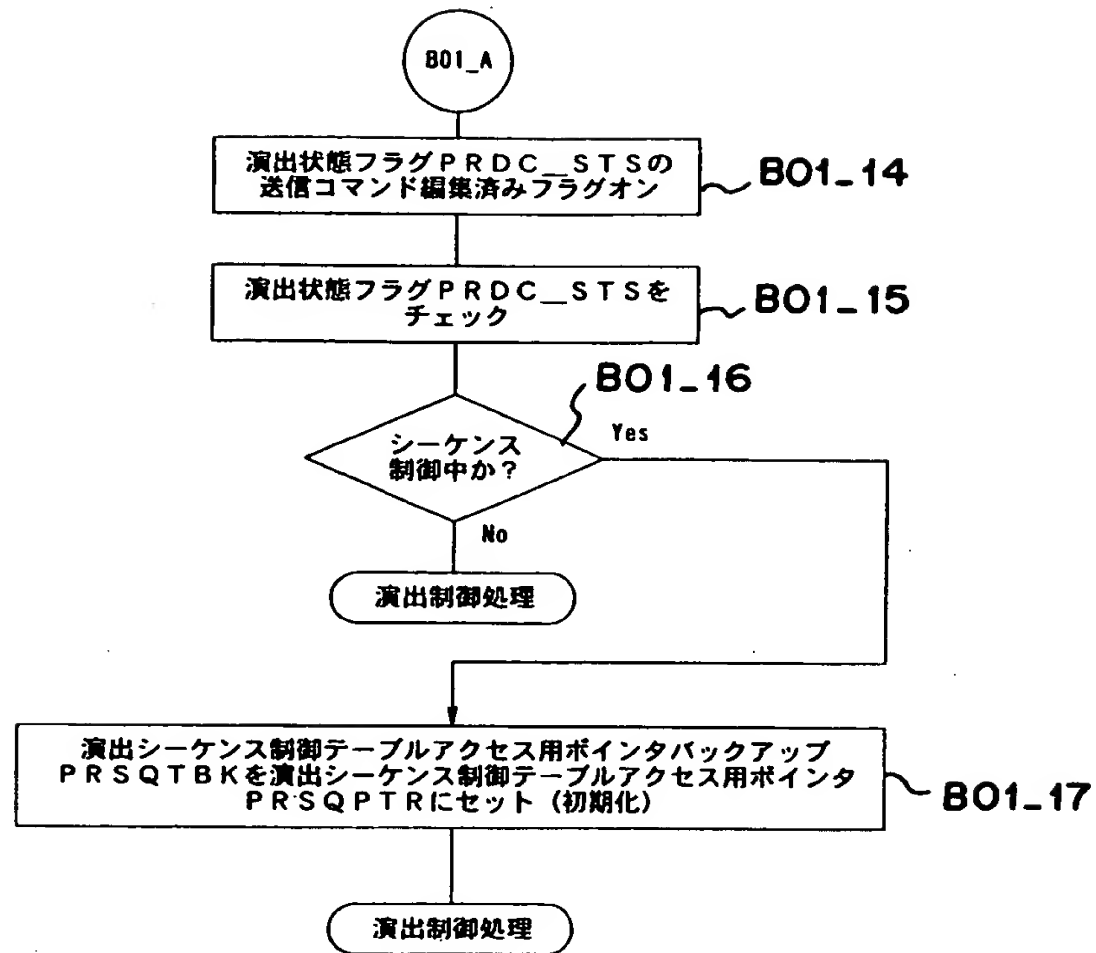 B01_A
演出状態フラグPRDC__STSの
送信コマンド編集済みフラグオン
B01_14
演出状態フラグPRDC__STSを
チェック
B01_15
B01_16
シーケンス
制御中か?
Yes
No
演出制御処理
演出シーケンス制御テーブルアクセス用ポインタバックアップ
PRSQTBKを演出シーケンス制御テーブルアクセス用ポインタ
PRSQPTRにセット(初期化)
B01_17
演出制御処理